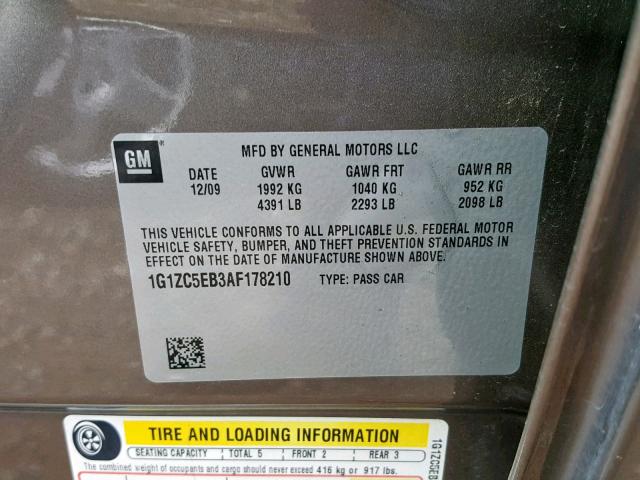 GM
MFD BY GENERAL MOTORS LLC
DATE GVWR GAWR FRT GAWR RR
12/09 1992 KG 1040 KG 952 KG
4391 LB 2293 LB 2098 LB
THIS VEHICLE CONFORMS TO ALL APPLICABLE U.S. FEDERAL MOTOR
VEHICLE SAFETY, BUMPER, AND THEFT PREVENTION STANDARDS IN
EFFECT ON THE DATE OF MANUFACTURE SHOWN ABOVE.
1G1ZC5EB3AF178210 TYPE: PASS CAR
TIRE AND LOADING INFORMATION
SEATING CAPACITY TOTAL 5 FRONT 2 REAR 3
The combined weight of occupants and cargo should never exceed 416 kg or 917 lbs.
1G1ZC5EB